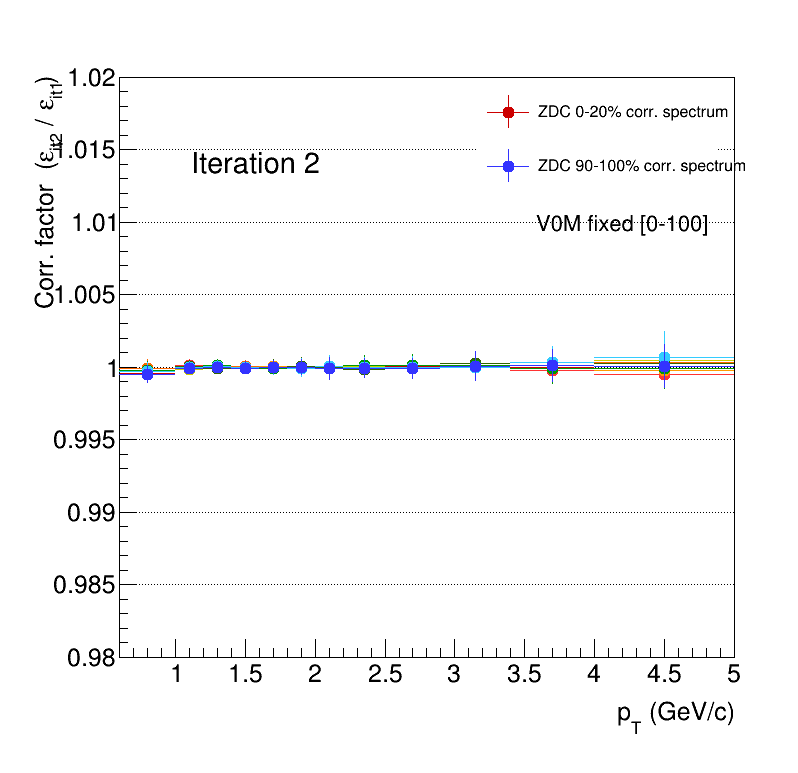 Corr. factor (ε_it2 / ε_it1)
1.02
1.015
1.01
1.005
1
0.995
0.99
0.985
0.98
Iteration 2
ZDC 0-20% corr. spectrum
ZDC 90-100% corr. spectrum
V0M fixed [0-100]
1 1.5 2 2.5 3 3.5 4 4.5 5
p_T (GeV/c)